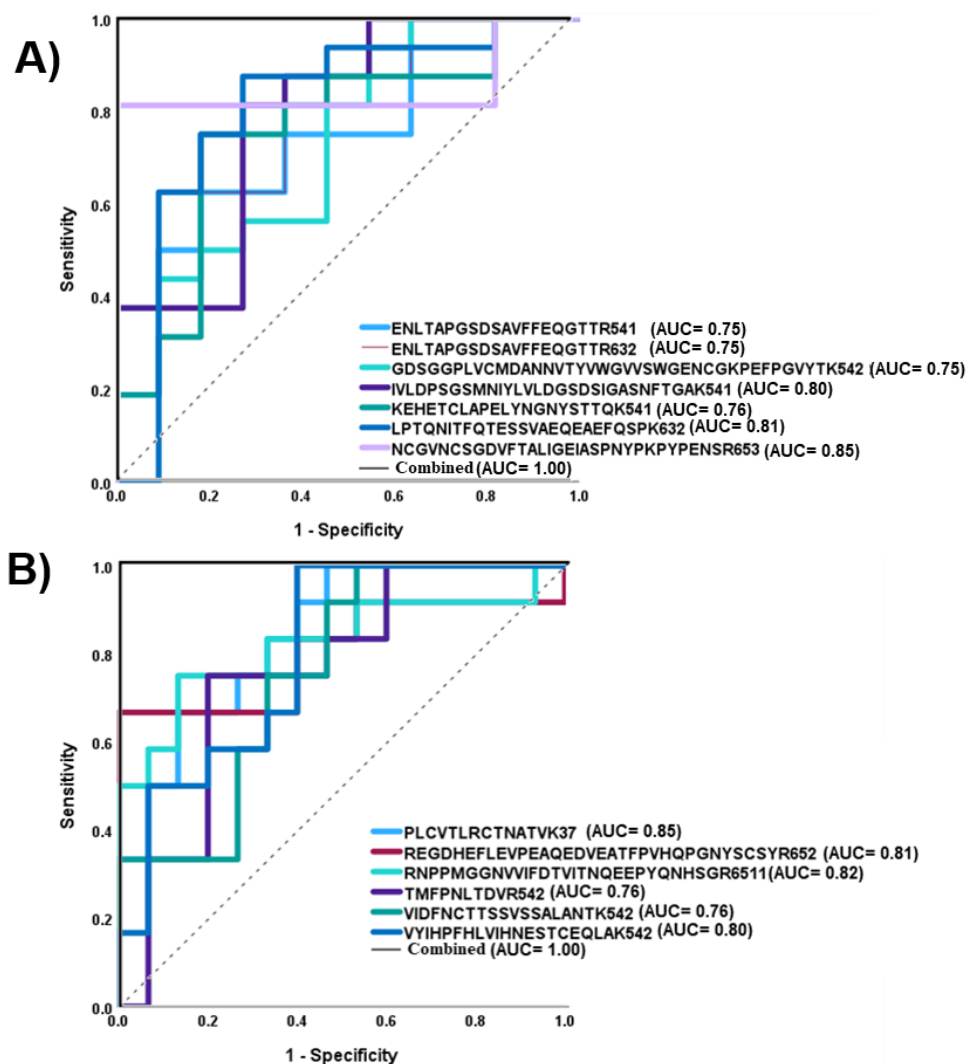 A)
1.0
0.8
0.6
0.4
0.2
0.0
Sensitivity
ENLTAPGSDSAVFFEQGTTR541 (AUC= 0.75)
ENLTAPGSDSAVFFEQGTTR632 (AUC= 0.75)
GDSGGPLVCMDANNVTYVWGVVSWGENCGKPEFPGVYTK542 (AUC= 0.75)
IVLDPSGSMNIYLVLDGSDSIGASNFTGAK541 (AUC= 0.80)
KEHETCLAPELYNGNYSTTQK541 (AUC= 0.76)
LPTQNITFQTESSVAEQEAEFQSPK632 (AUC= 0.81)
NCGVNCSGDVFTALIGEIASPNYPKPYPENSR653 (AUC= 0.85)
Combined (AUC= 1.00)
0.0 0.2 0.4 0.6 0.8 1.0
1 - Specificity
B)
1.0
0.8
0.6
0.4
0.2
0.0
Sensitivity
PLCVTLRCTNATVK37 (AUC= 0.85)
REGDHEFLEVPEAQEDVEATFPVHQPGNYSCSYR652 (AUC= 0.81)
RNPPMGGNVVIFDTVITNQEEPYQNHSGR6511 (AUC= 0.82)
TMFPNLTDVR542 (AUC= 0.76)
VIDFNCTTSSVSSALANTK542 (AUC= 0.76)
VYIHPFHLVIHNESTCEQLAK542 (AUC= 0.80)
Combined (AUC= 1.00)
0.0 0.2 0.4 0.6 0.8 1.0
1 - Specificity